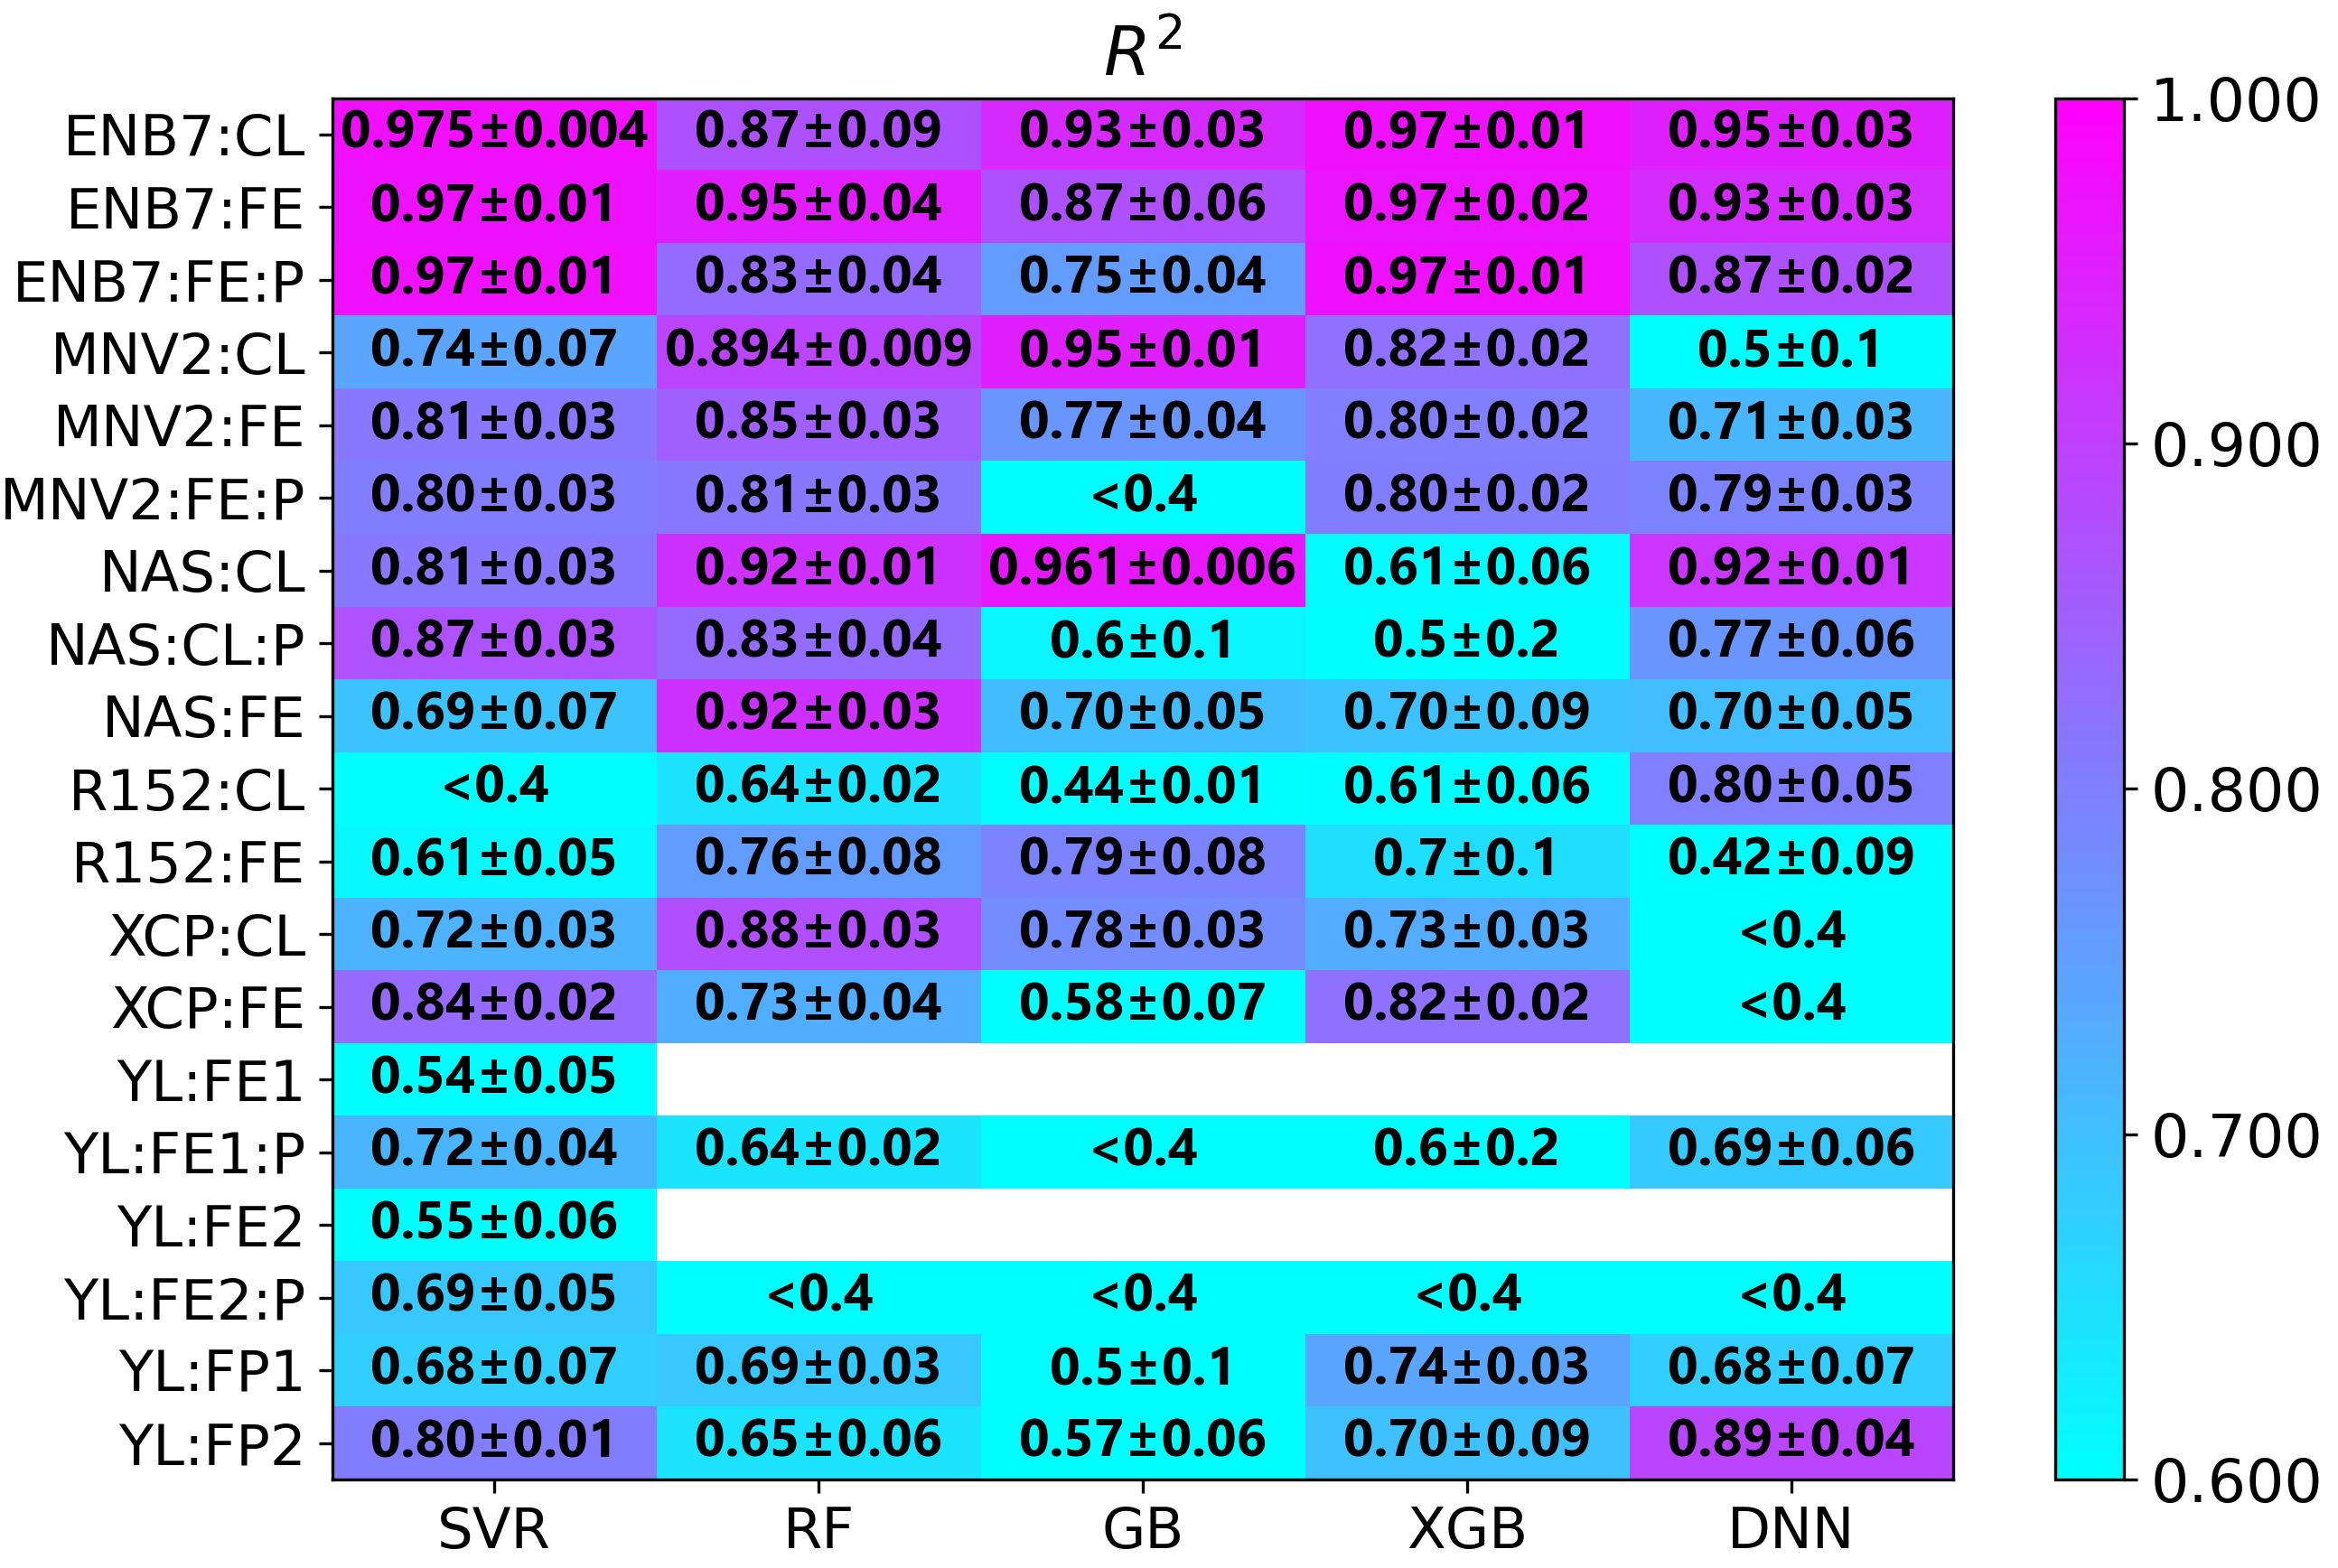 R²
ENB7:CL 0.975±0.004 0.87±0.09 0.93±0.03 0.97±0.01 0.95±0.03
ENB7:FE 0.97±0.01 0.95±0.04 0.87±0.06 0.97±0.02 0.93±0.03
ENB7:FE:P 0.97±0.01 0.83±0.04 0.75±0.04 0.97±0.01 0.87±0.02
MNV2:CL 0.74±0.07 0.894±0.009 0.95±0.01 0.82±0.02 0.5±0.1
MNV2:FE 0.81±0.03 0.85±0.03 0.77±0.04 0.80±0.02 0.71±0.03
MNV2:FE:P 0.80±0.03 0.81±0.03 <0.4 0.80±0.02 0.79±0.03
NAS:CL 0.81±0.03 0.92±0.01 0.961±0.006 0.61±0.06 0.92±0.01
NAS:CL:P 0.87±0.03 0.83±0.04 0.6±0.1 0.5±0.2 0.77±0.06
NAS:FE 0.69±0.07 0.92±0.03 0.70±0.05 0.70±0.09 0.70±0.05
R152:CL <0.4 0.64±0.02 0.44±0.01 0.61±0.06 0.80±0.05
R152:FE 0.61±0.05 0.76±0.08 0.79±0.08 0.7±0.1 0.42±0.09
XCP:CL 0.72±0.03 0.88±0.03 0.78±0.03 0.73±0.03 <0.4
XCP:FE 0.84±0.02 0.73±0.04 0.58±0.07 0.82±0.02 <0.4
YL:FE1 0.54±0.05
YL:FE1:P 0.72±0.04 0.64±0.02 <0.4 0.6±0.2 0.69±0.06
YL:FE2 0.55±0.06
YL:FE2:P 0.69±0.05 <0.4 <0.4 <0.4 <0.4
YL:FP1 0.68±0.07 0.69±0.03 0.5±0.1 0.74±0.03 0.68±0.07
YL:FP2 0.80±0.01 0.65±0.06 0.57±0.06 0.70±0.09 0.89±0.04
SVR RF GB XGB DNN
1.000
0.900
0.800
0.700
0.600